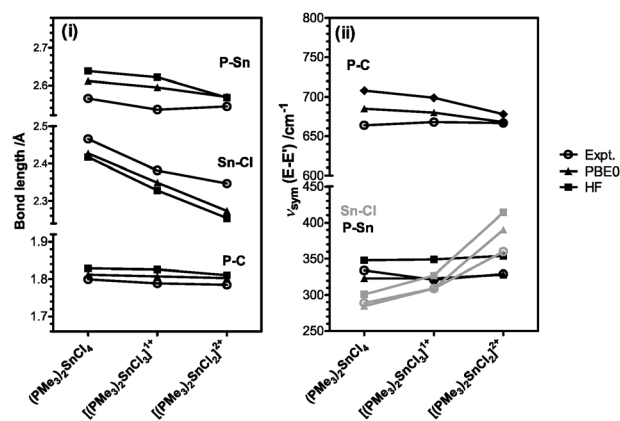 (i)
P-Sn
Sn-Cl
P-C
Bond length /Å
2.7
2.6
2.5
2.4
2.3
1.9
1.8
1.7
(PMe₃)₂SnCl₄
[(PMe₃)₂SnCl₃]¹⁺
[(PMe₃)₂SnCl₂]²⁺
(ii)
P-C
Sn-Cl
P-Sn
νsym (E-E') /cm⁻¹
800
750
700
650
600
450
400
350
300
250
(PMe₃)₂SnCl₄
[(PMe₃)₂SnCl₃]¹⁺
[(PMe₃)₂SnCl₂]²⁺
Expt.
PBE0
HF